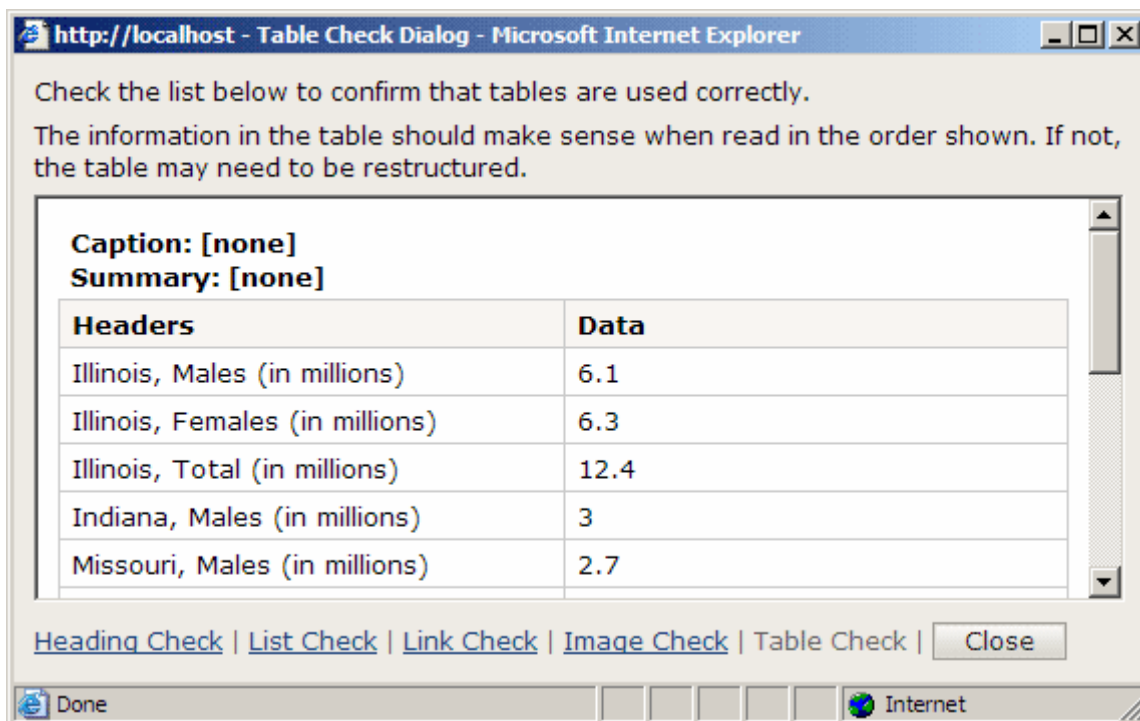 http://localhost - Table Check Dialog - Microsoft Internet Explorer
Check the list below to confirm that tables are used correctly.
The information in the table should make sense when read in the order shown. If not,
the table may need to be restructured.
Caption: [none]
Summary: [none]
Headers Data
Illinois, Males (in millions) 6.1
Illinois, Females (in millions) 6.3
Illinois, Total (in millions) 12.4
Indiana, Males (in millions) 3
Missouri, Males (in millions) 2.7
Heading Check | List Check | Link Check | Image Check | Table Check | Close
Done Internet